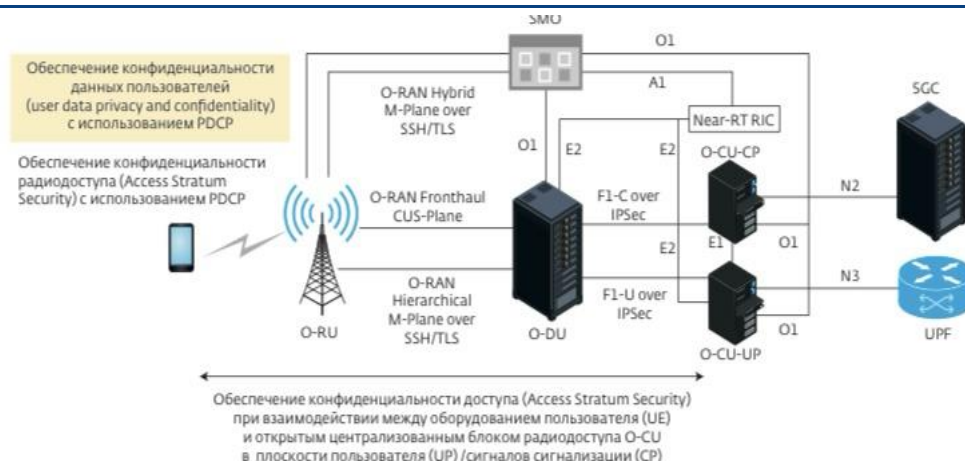 SMO
O1
Обеспечение конфиденциальности
данных пользователей
(user data privacy and confidentiality)
с использованием PDCP
A1
5GC
O-RAN Hybrid
M-Plane over
SSH/TLS
Near-RT RIC
Обеспечение конфиденциальности
радиодоступа (Access Stratum
Security) с использованием PDCP
O1
E2
E2
O-CU-CP
O-RAN Fronthaul
CUS-Plane
F1-C over
IPSec
N2
E2
E1
O1
O-RAN
Hierarchical
M-Plane over
SSH/TLS
F1-U over
IPSec
N3
O-RU
O-DU
O1
UPF
O-CU-UP
Обеспечение конфиденциальности доступа (Access Stratum Security)
при взаимодействии между оборудованием пользователя (UE)
и открытым централизованным блоком радиодоступа O-CU
в плоскости пользователя (UP) /сигналов сигнализации (CP)